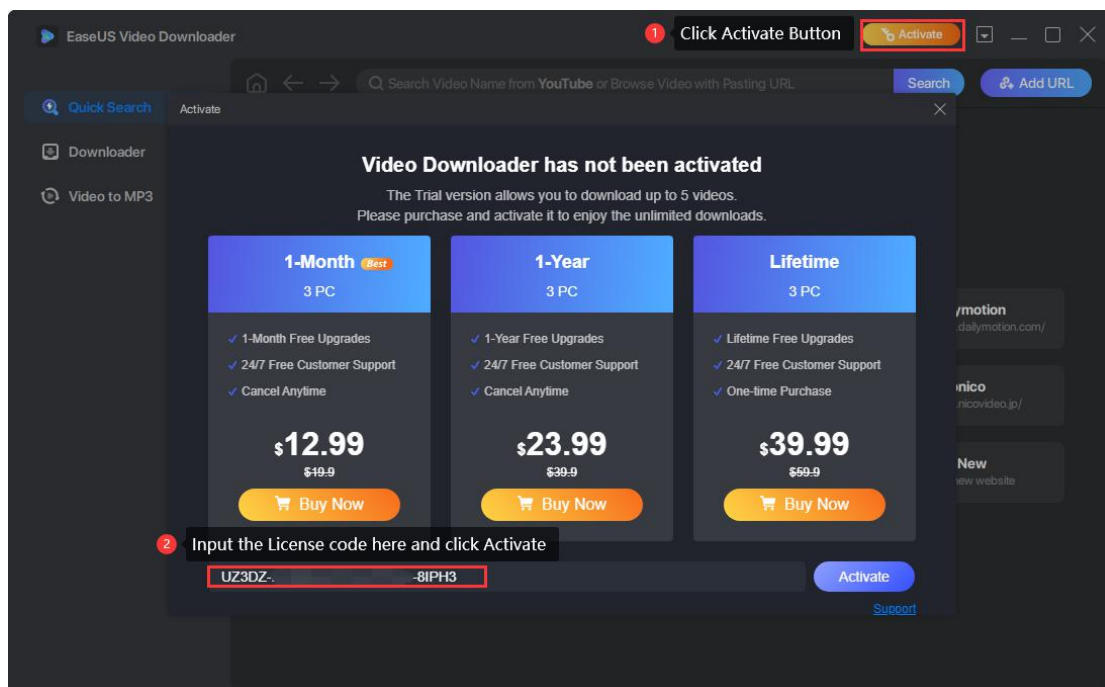 EaseUS Video Downloader
1 Click Activate Button
Activate
Search Video Name from YouTube or Browse Video with Pasting URL
Search
Add URL
Quick Search
Downloader
Video to MP3
Activate
Video Downloader has not been activated
The Trial version allows you to download up to 5 videos.
Please purchase and activate it to enjoy the unlimited downloads.
1-Month Best
3 PC
1-Month Free Upgrades
24/7 Free Customer Support
Cancel Anytime
$12.99
$19.9
Buy Now
1-Year
3 PC
1-Year Free Upgrades
24/7 Free Customer Support
Cancel Anytime
$23.99
$39.9
Buy Now
Lifetime
3 PC
Lifetime Free Upgrades
24/7 Free Customer Support
One-time Purchase
$39.99
$59.9
Buy Now
ymotion
.dailymotion.com/
nico
.nicovideo.jp/
New
new website
2 Input the License code here and click Activate
UZ3DZ-. -8IPH3
Activate
Support